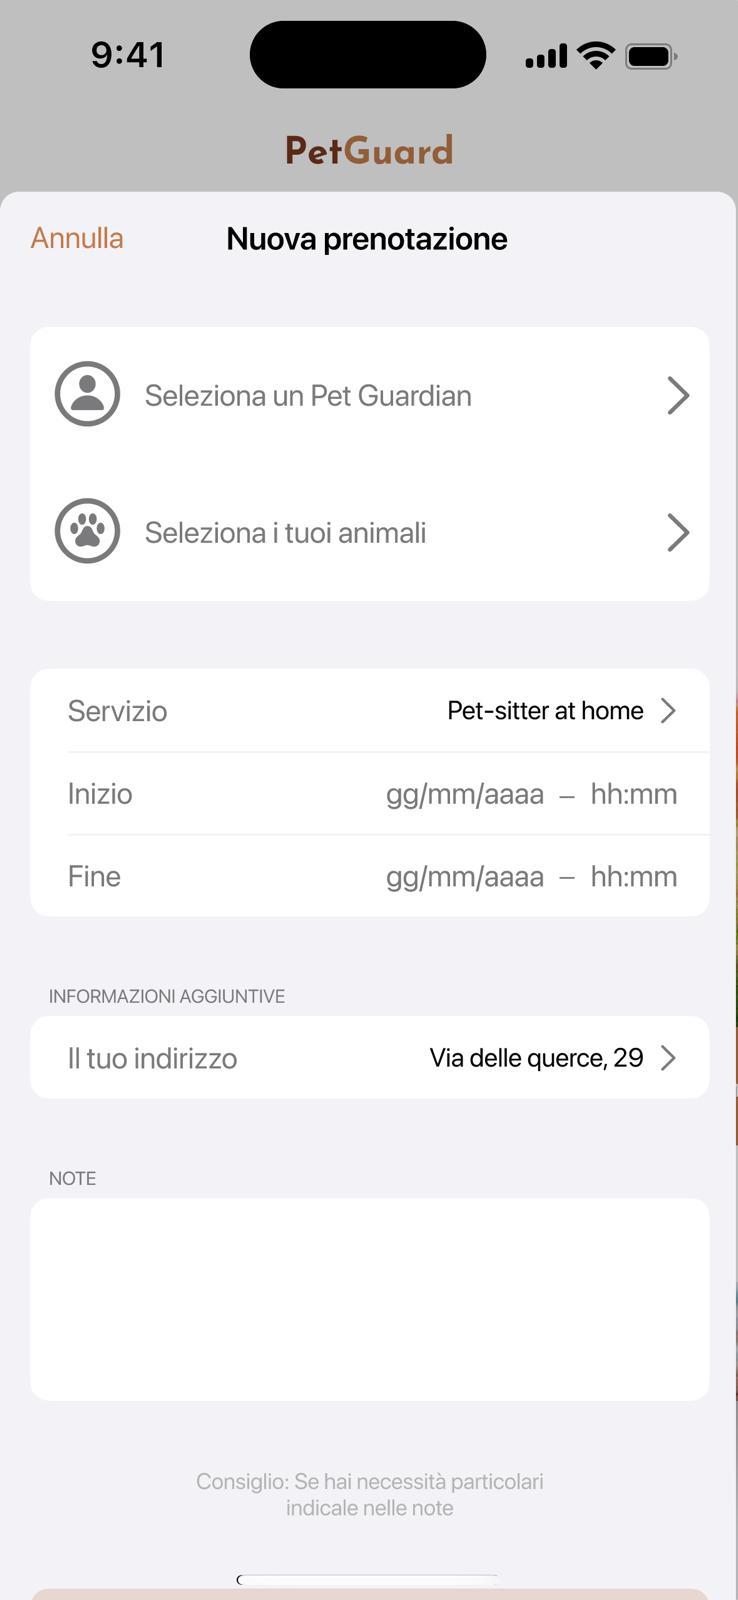 9:41
PetGuard
Annulla
Nuova prenotazione
Seleziona un Pet Guardian
Seleziona i tuoi animali
Servizio Pet-sitter at home
Inizio gg/mm/aaaa – hh:mm
Fine gg/mm/aaaa – hh:mm
INFORMAZIONI AGGIUNTIVE
Il tuo indirizzo Via delle querce, 29
NOTE
Consiglio: Se hai necessità particolari
indicale nelle note